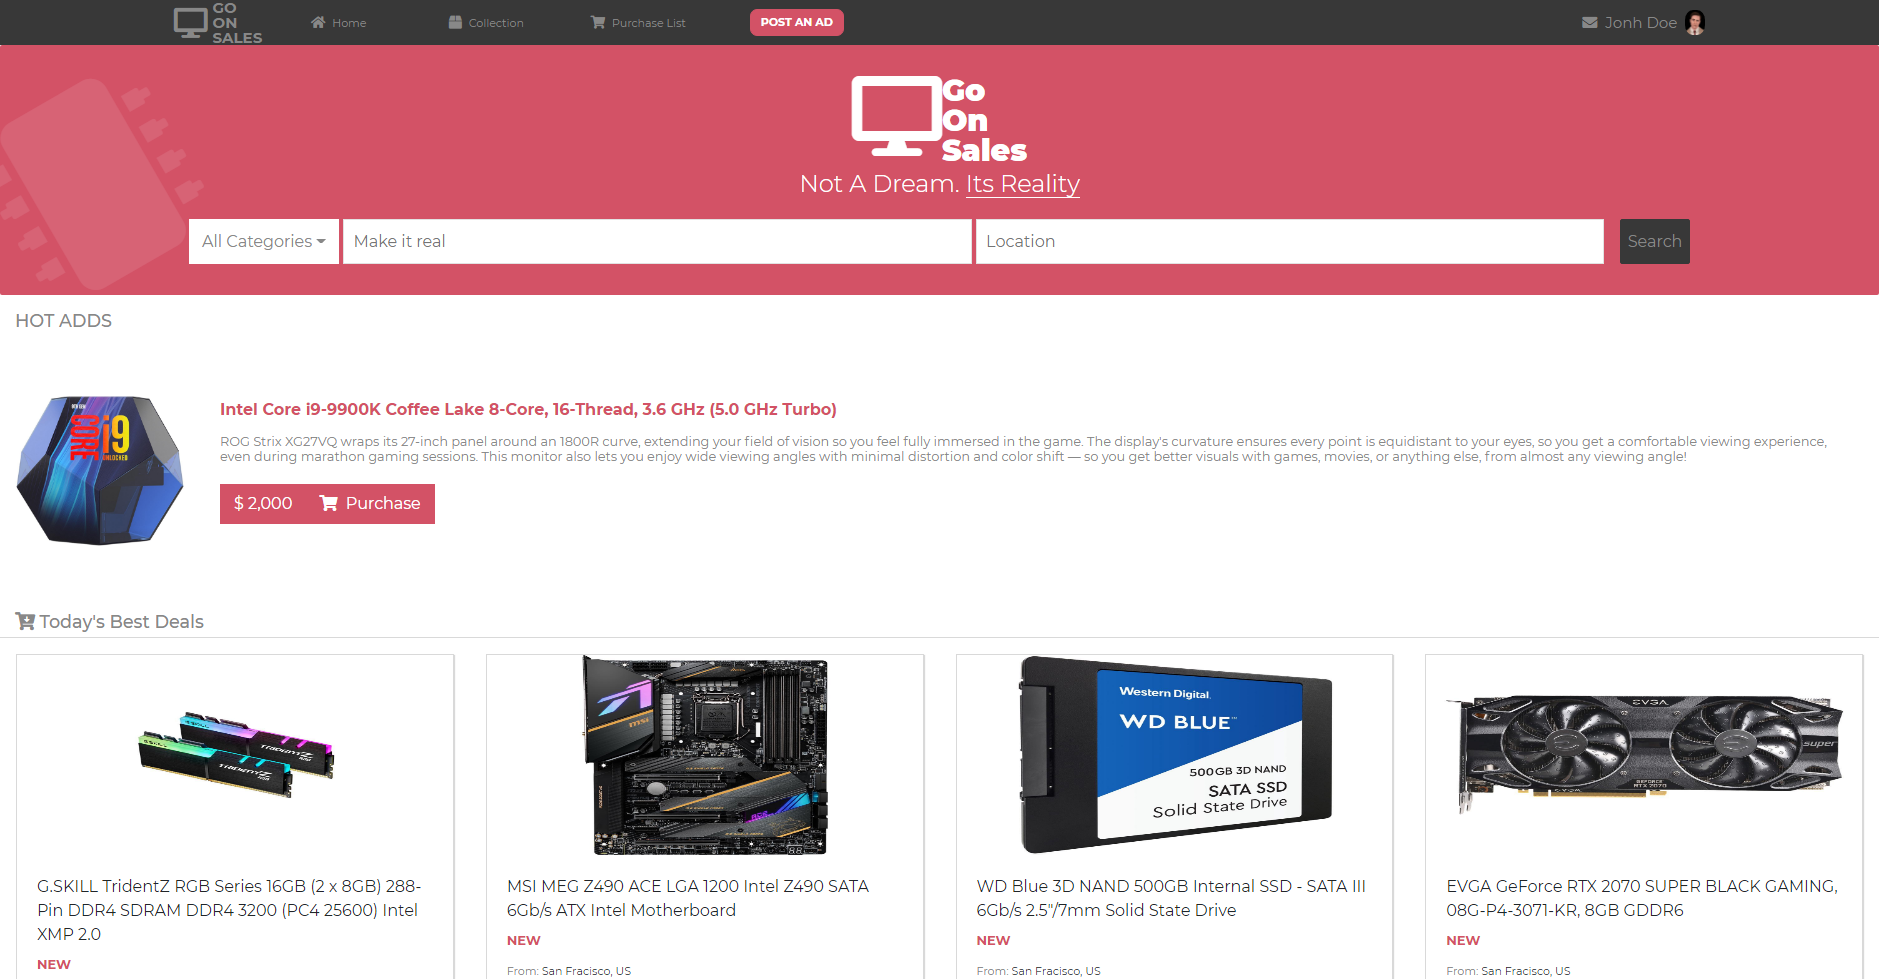 GO
ON
SALES
Home
Collection
Purchase List
POST AN AD
Jonh Doe
Go
On
Sales
Not A Dream. Its Reality
All Categories
Make it real
Location
Search
HOT ADDS
CORE i9
UNLOCKED
Intel Core i9-9900K Coffee Lake 8-Core, 16-Thread, 3.6 GHz (5.0 GHz Turbo)
ROG Strix XG27VQ wraps its 27-inch panel around an 1800R curve, extending your field of vision so you feel fully immersed in the game. The display's curvature ensures every point is equidistant to your eyes, so you get a comfortable viewing experience,
even during marathon gaming sessions. This monitor also lets you enjoy wide viewing angles with minimal distortion and color shift — so you get better visuals with games, movies, or anything else, from almost any viewing angle!
$ 2,000
Purchase
Today's Best Deals
G.SKILL
TRIDENTZ
TRIDENTZ
G.SKILL TridentZ RGB Series 16GB (2 x 8GB) 288-
Pin DDR4 SDRAM DDR4 3200 (PC4 25600) Intel
XMP 2.0
NEW
msi
MSI MEG Z490 ACE LGA 1200 Intel Z490 SATA
6Gb/s ATX Intel Motherboard
NEW
From: San Fracisco, US
Western Digital.
WD BLUE™
500GB 3D NAND
SATA SSD
Solid State Drive
WD Blue 3D NAND 500GB Internal SSD - SATA III
6Gb/s 2.5"/7mm Solid State Drive
NEW
From: San Fracisco, US
EVGA
super
GEFORCE
RTX 2070
EVGA GeForce RTX 2070 SUPER BLACK GAMING,
08G-P4-3071-KR, 8GB GDDR6
NEW
From: San Fracisco, US